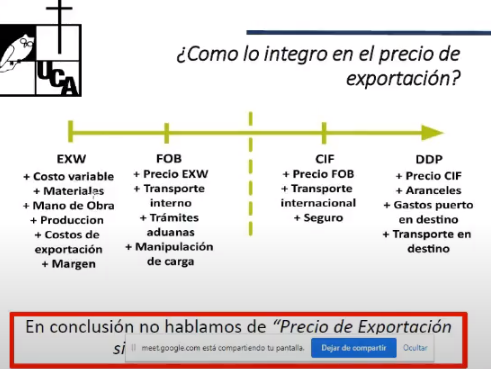 UCA
¿Como lo integro en el precio de
exportación?
EXW
+ Costo variable
+ Materiales
+ Mano de Obra
+ Produccion
+ Costos de
exportación
+ Margen
FOB
+ Precio EXW
+ Transporte
interno
+ Trámites
aduanas
+ Manipulación
de carga
CIF
+ Precio FOB
+ Transporte
internacional
+ Seguro
DDP
+ Precio CIF
+ Aranceles
+ Gastos puerto
en destino
+ Transporte en
destino
En conclusión no hablamos de “Precio de Exportación
si
meet.google.com está compartiendo tu pantalla. Dejar de compartir Ocultar